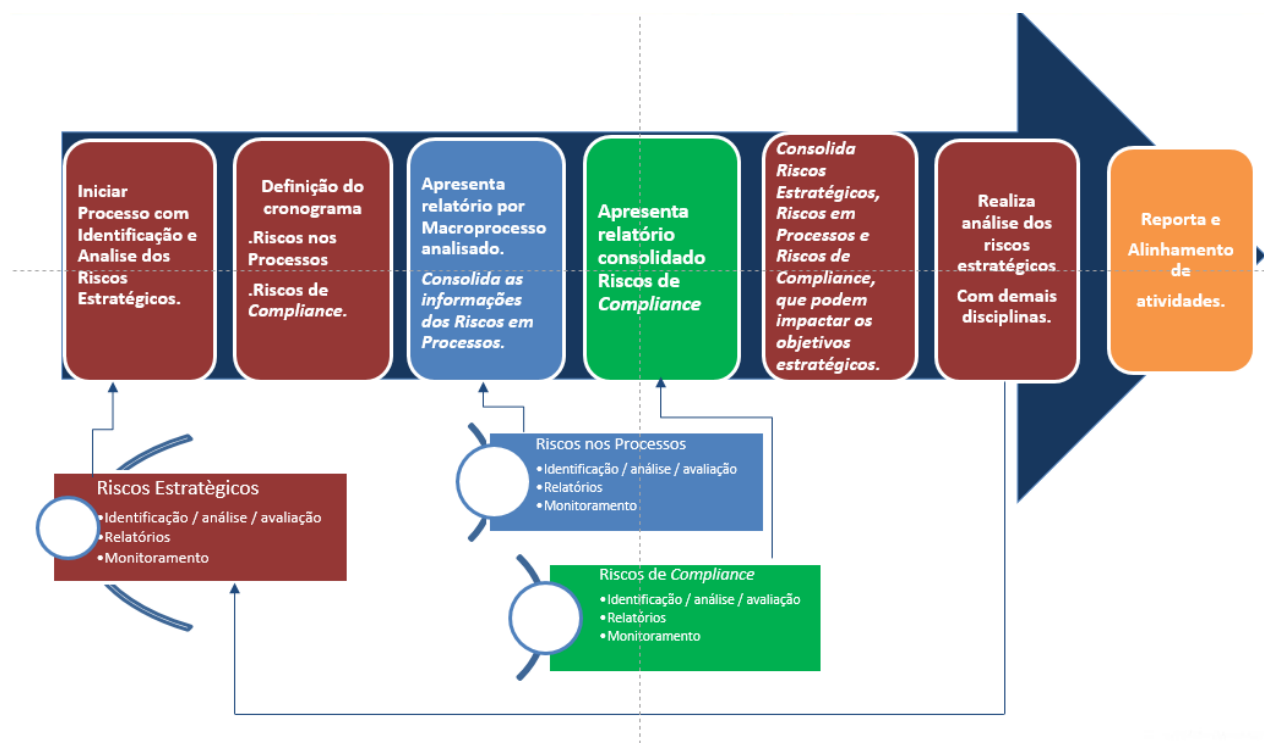 Iniciar
Processo com
Identificação e
Analise dos
Riscos
Estratégicos.
Definição do
cronograma
.Riscos nos
Processos
.Riscos de
Compliance.
Apresenta
relatório por
Macroprocesso
analisado.
Consolida as
informações
dos Riscos em
Processos.
Apresenta
relatório
consolidado
Riscos de
Compliance
Consolida
Riscos
Estratégicos,
Riscos em
Processos e
Riscos de
Compliance,
que podem
impactar os
objetivos
estratégicos.
Realiza
análise dos
riscos
estratégicos
Com demais
disciplinas.
Reporta e
Alinhamento
da
atividades.
Riscos Estratègicos
•Identificação / análise / avaliação
•Relatórios
•Monitoramento
Riscos nos Processos
•Identificação / análise / avaliação
•Relatórios
•Monitoramento
Riscos de Compliance
•Identificação / análise / avaliação
•Relatórios
•Monitoramento